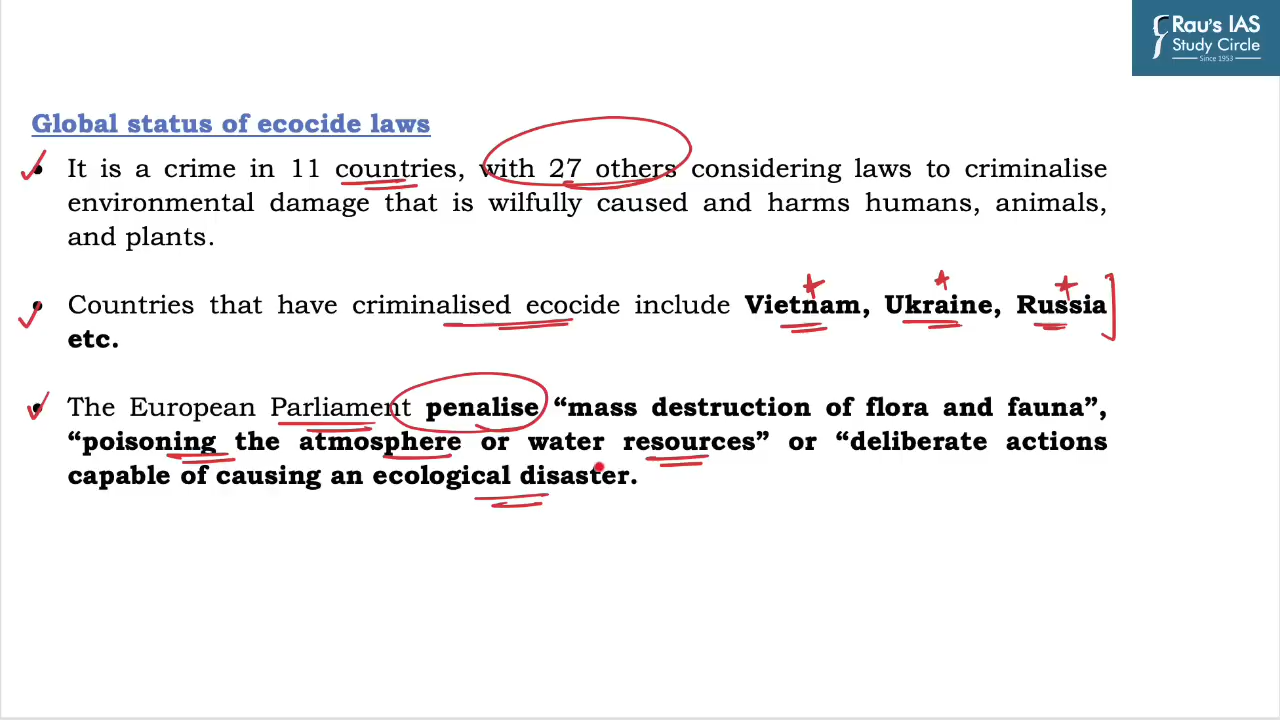 Rau's IAS
Study Circle
Since 1953
Global status of ecocide laws
It is a crime in 11 countries, with 27 others considering laws to criminalise
environmental damage that is wilfully caused and harms humans, animals,
and plants.
Countries that have criminalised ecocide include Vietnam, Ukraine, Russia
etc.
The European Parliament penalise “mass destruction of flora and fauna”,
“poisoning the atmosphere or water resources” or “deliberate actions
capable of causing an ecological disaster.